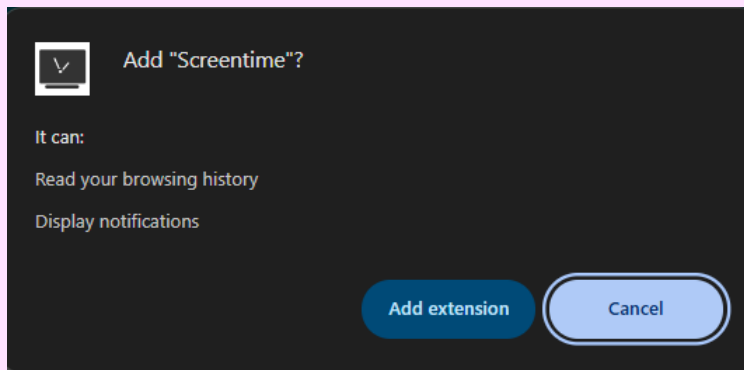 Add "Screentime"?
It can:
Read your browsing history
Display notifications
Add extension
Cancel